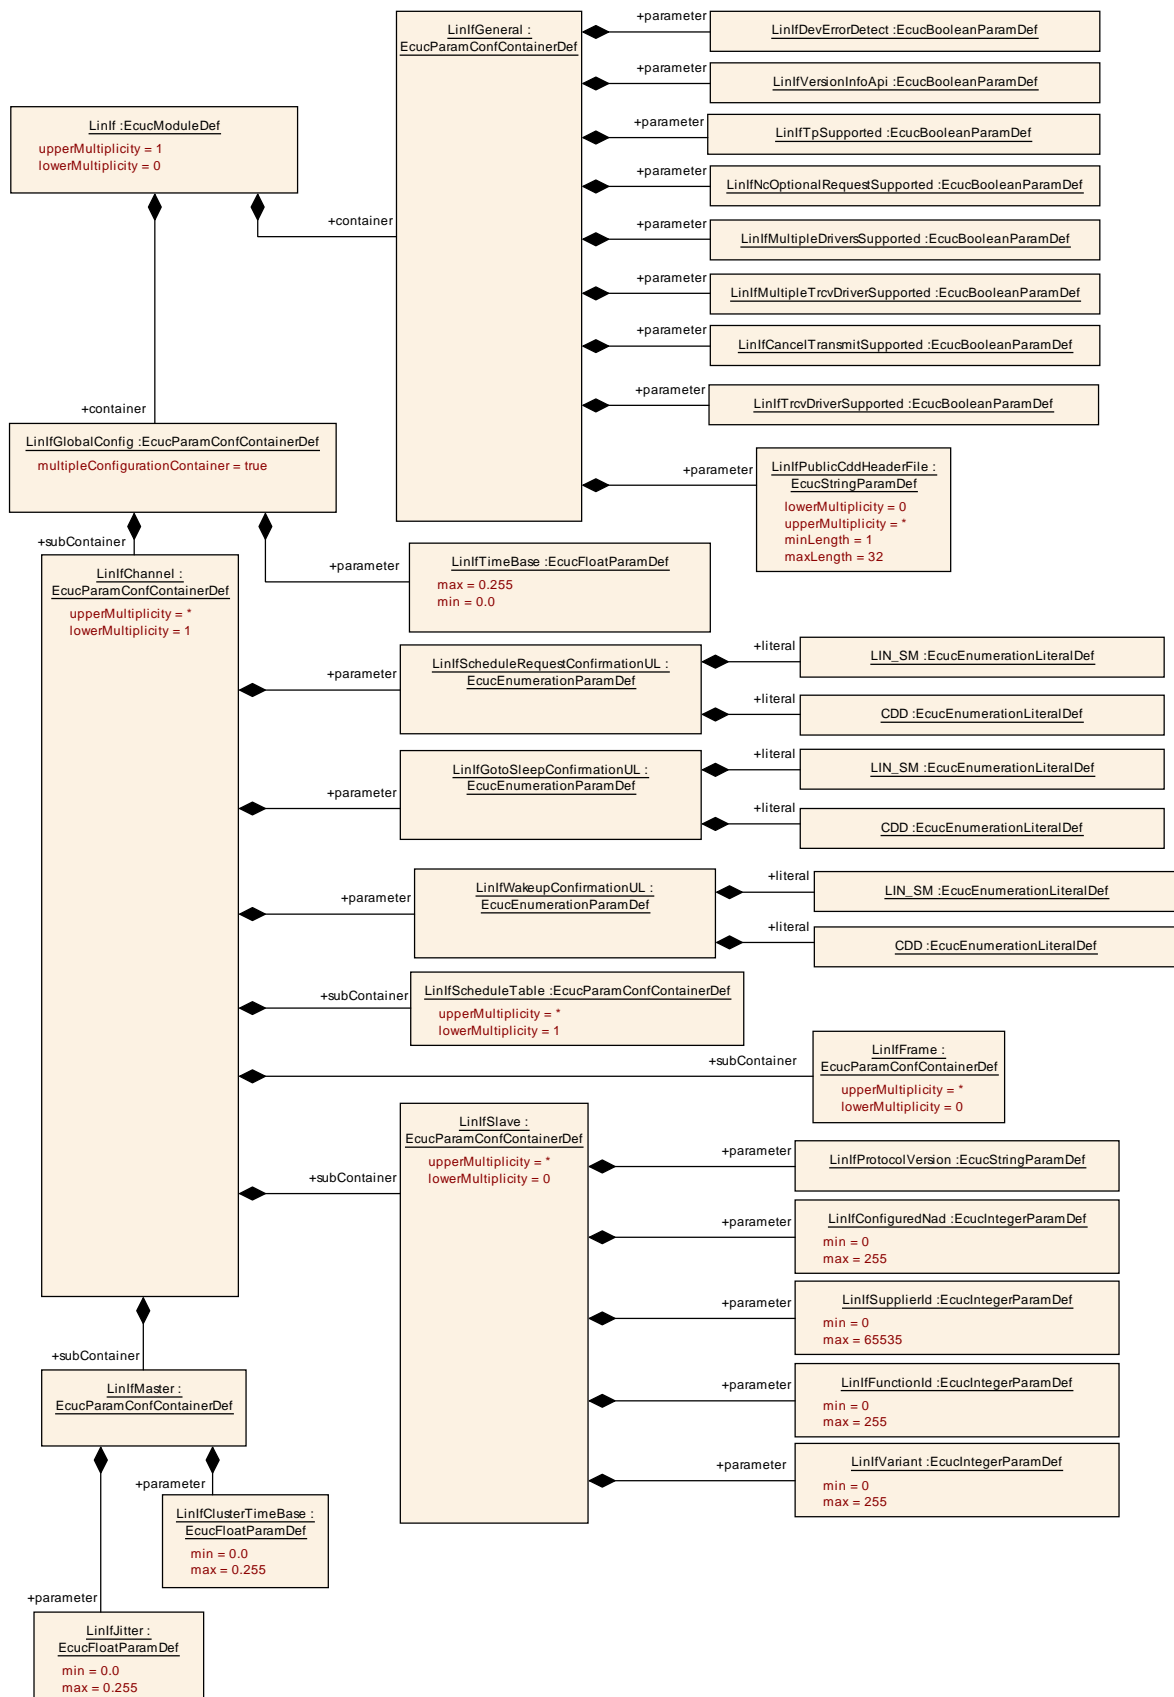 +parameter
LinIfGeneral :
EcucParamConfContainerDef
LinIfDevErrorDetect :EcucBooleanParamDef
+parameter
LinIfVersionInfoApi :EcucBooleanParamDef
LinIf :EcucModuleDef
upperMultiplicity = 1
lowerMultiplicity = 0
+parameter
LinIfTpSupported :EcucBooleanParamDef
+parameter
LinIfNcOptionalRequestSupported :EcucBooleanParamDef
+container
+parameter
LinIfMultipleDriversSupported :EcucBooleanParamDef
+parameter
LinIfMultipleTrcvDriverSupported :EcucBooleanParamDef
+parameter
LinIfCancelTransmitSupported :EcucBooleanParamDef
+parameter
LinIfTrcvDriverSupported :EcucBooleanParamDef
+container
LinIfGlobalConfig :EcucParamConfContainerDef
multipleConfigurationContainer = true
+parameter
LinIfPublicCddHeaderFile :
EcucStringParamDef
lowerMultiplicity = 0
upperMultiplicity = *
minLength = 1
maxLength = 32
+subContainer
LinIfChannel :
EcucParamConfContainerDef
upperMultiplicity = *
lowerMultiplicity = 1
+parameter
LinIfTimeBase :EcucFloatParamDef
max = 0.255
min = 0.0
+parameter
LinIfScheduleRequestConfirmationUL :
EcucEnumerationParamDef
+literal
LIN_SM :EcucEnumerationLiteralDef
+literal
CDD :EcucEnumerationLiteralDef
+parameter
LinIfGotoSleepConfirmationUL :
EcucEnumerationParamDef
+literal
LIN_SM :EcucEnumerationLiteralDef
+literal
CDD :EcucEnumerationLiteralDef
+parameter
LinIfWakeupConfirmationUL :
EcucEnumerationParamDef
+literal
LIN_SM :EcucEnumerationLiteralDef
+literal
CDD :EcucEnumerationLiteralDef
+subContainer
LinIfScheduleTable :EcucParamConfContainerDef
upperMultiplicity = *
lowerMultiplicity = 1
+subContainer
LinIfFrame :
EcucParamConfContainerDef
upperMultiplicity = *
lowerMultiplicity = 0
+subContainer
LinIfSlave :
EcucParamConfContainerDef
upperMultiplicity = *
lowerMultiplicity = 0
+parameter
LinIfProtocolVersion :EcucStringParamDef
+parameter
LinIfConfiguredNad :EcucIntegerParamDef
min = 0
max = 255
+parameter
LinIfSupplierId :EcucIntegerParamDef
min = 0
max = 65535
+parameter
LinIfFunctionId :EcucIntegerParamDef
min = 0
max = 255
+parameter
LinIfVariant :EcucIntegerParamDef
min = 0
max = 255
+subContainer
LinIfMaster :
EcucParamConfContainerDef
+parameter
LinIfClusterTimeBase :
EcucFloatParamDef
min = 0.0
max = 0.255
+parameter
LinIfJitter :
EcucFloatParamDef
min = 0.0
max = 0.255